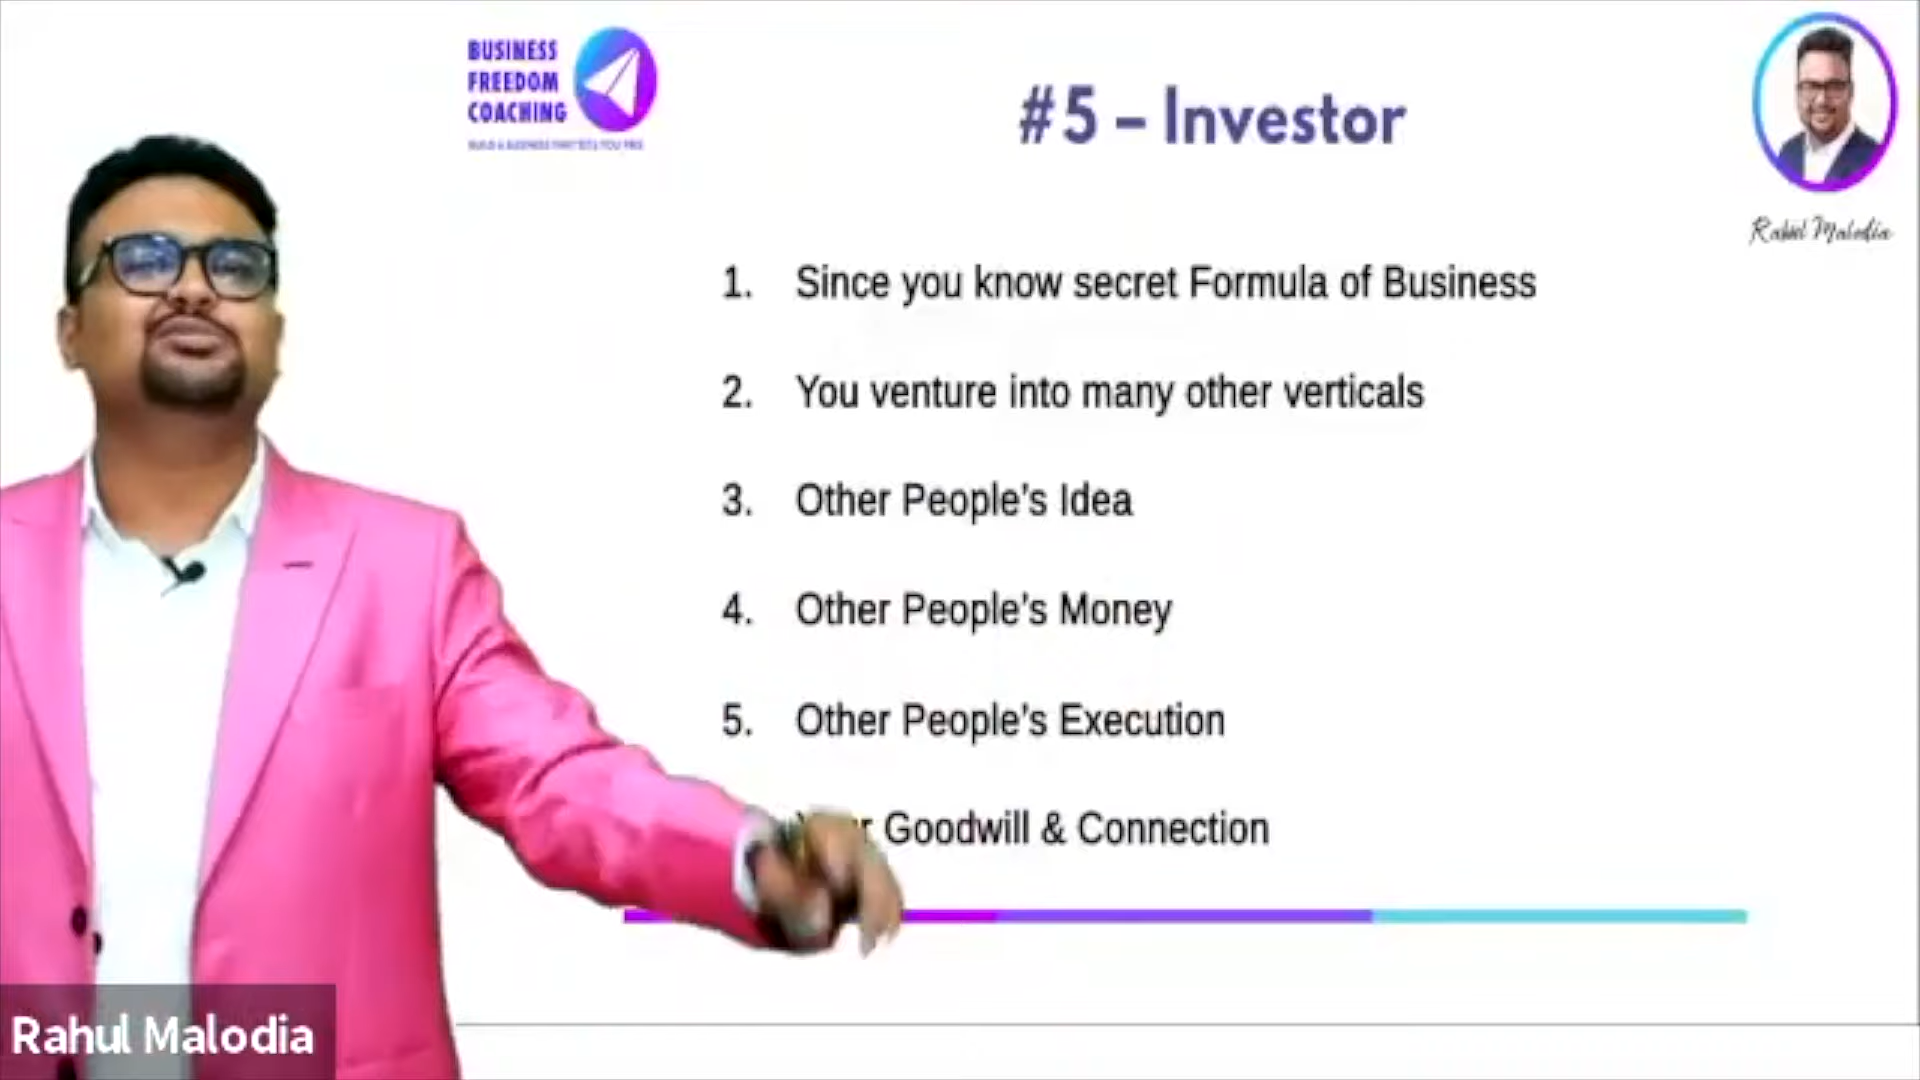 BUSINESS
FREEDOM
COACHING
#5 – Investor
Rahul Malodia
1. Since you know secret Formula of Business
2. You venture into many other verticals
3. Other People's Idea
4. Other People's Money
5. Other People's Execution
Goodwill & Connection
Rahul Malodia